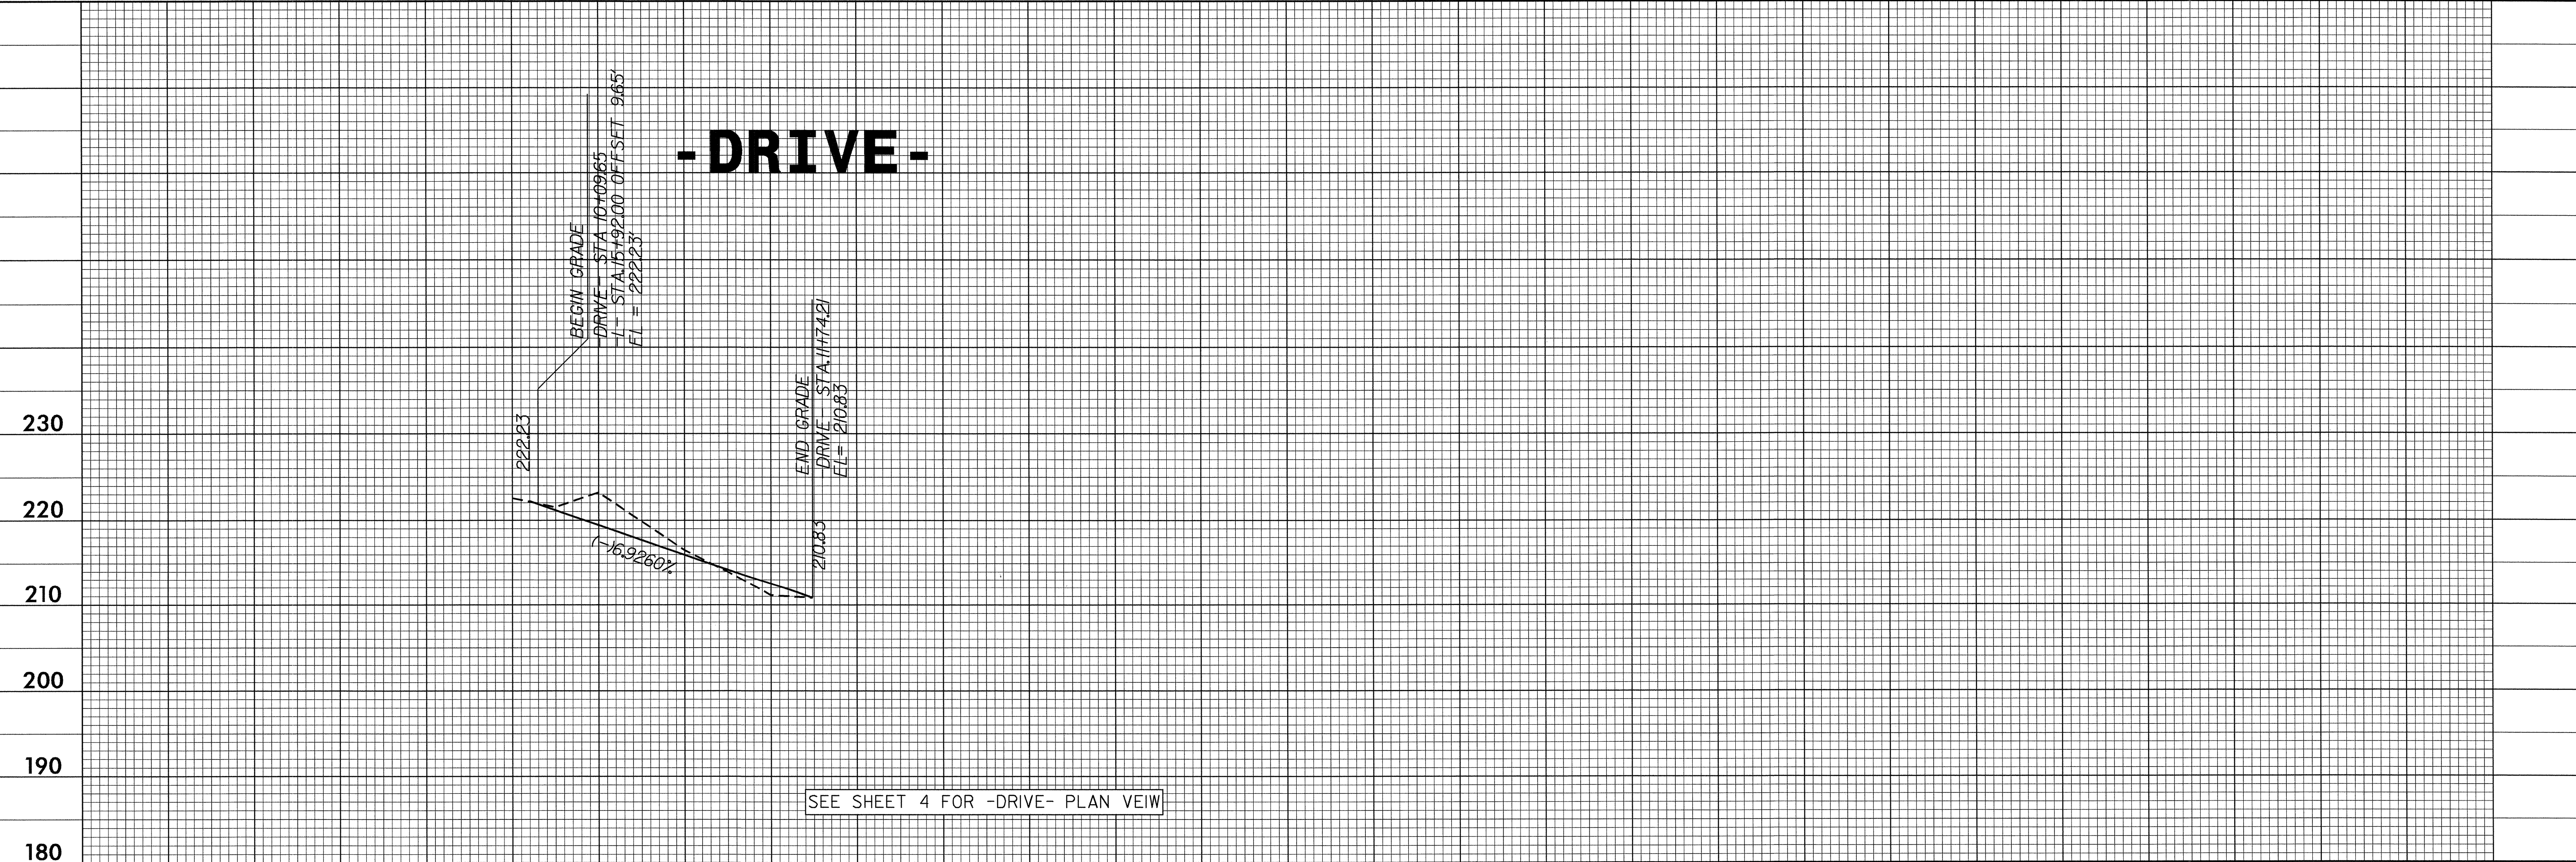 -DRIVE-
BEGIN GRADE
-DRIVE- STA 10+09.65
-L- STA.15+92.00 OFFSET 9.65'
EL = 222.23'
END GRADE
DRIVE STA.11+74.21
EL= 210.83
222.23
210.83
(-)6.9260%
230
220
210
200
190
180
SEE SHEET 4 FOR -DRIVE- PLAN VEIW